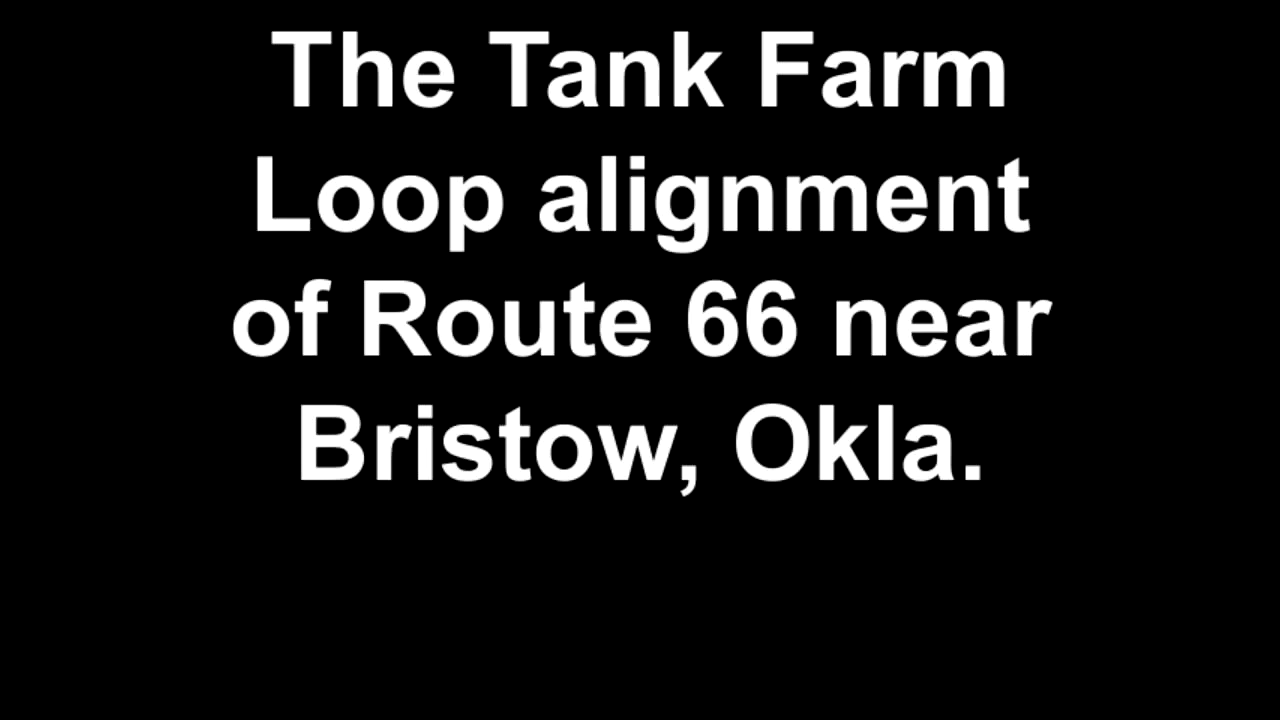 The Tank Farm
Loop alignment
of Route 66 near
Bristow, Okla.